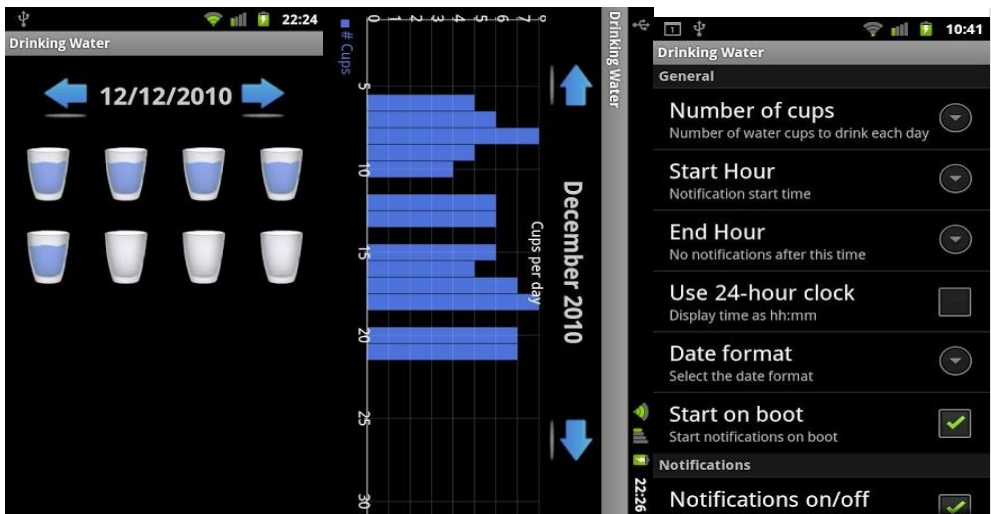 22:24
Drinking Water
12/12/2010
Drinking Water
December 2010
Cups per day
0 1 2 3 4 5 6 7 8
5
10
15
20
25
30
# Cups
22:26
1
10:41
Drinking Water
General
Number of cups
Number of water cups to drink each day
Start Hour
Notification start time
End Hour
No notifications after this time
Use 24-hour clock
Display time as hh:mm
Date format
Select the date format
Start on boot
Start notifications on boot
Notifications
Notifications on/off